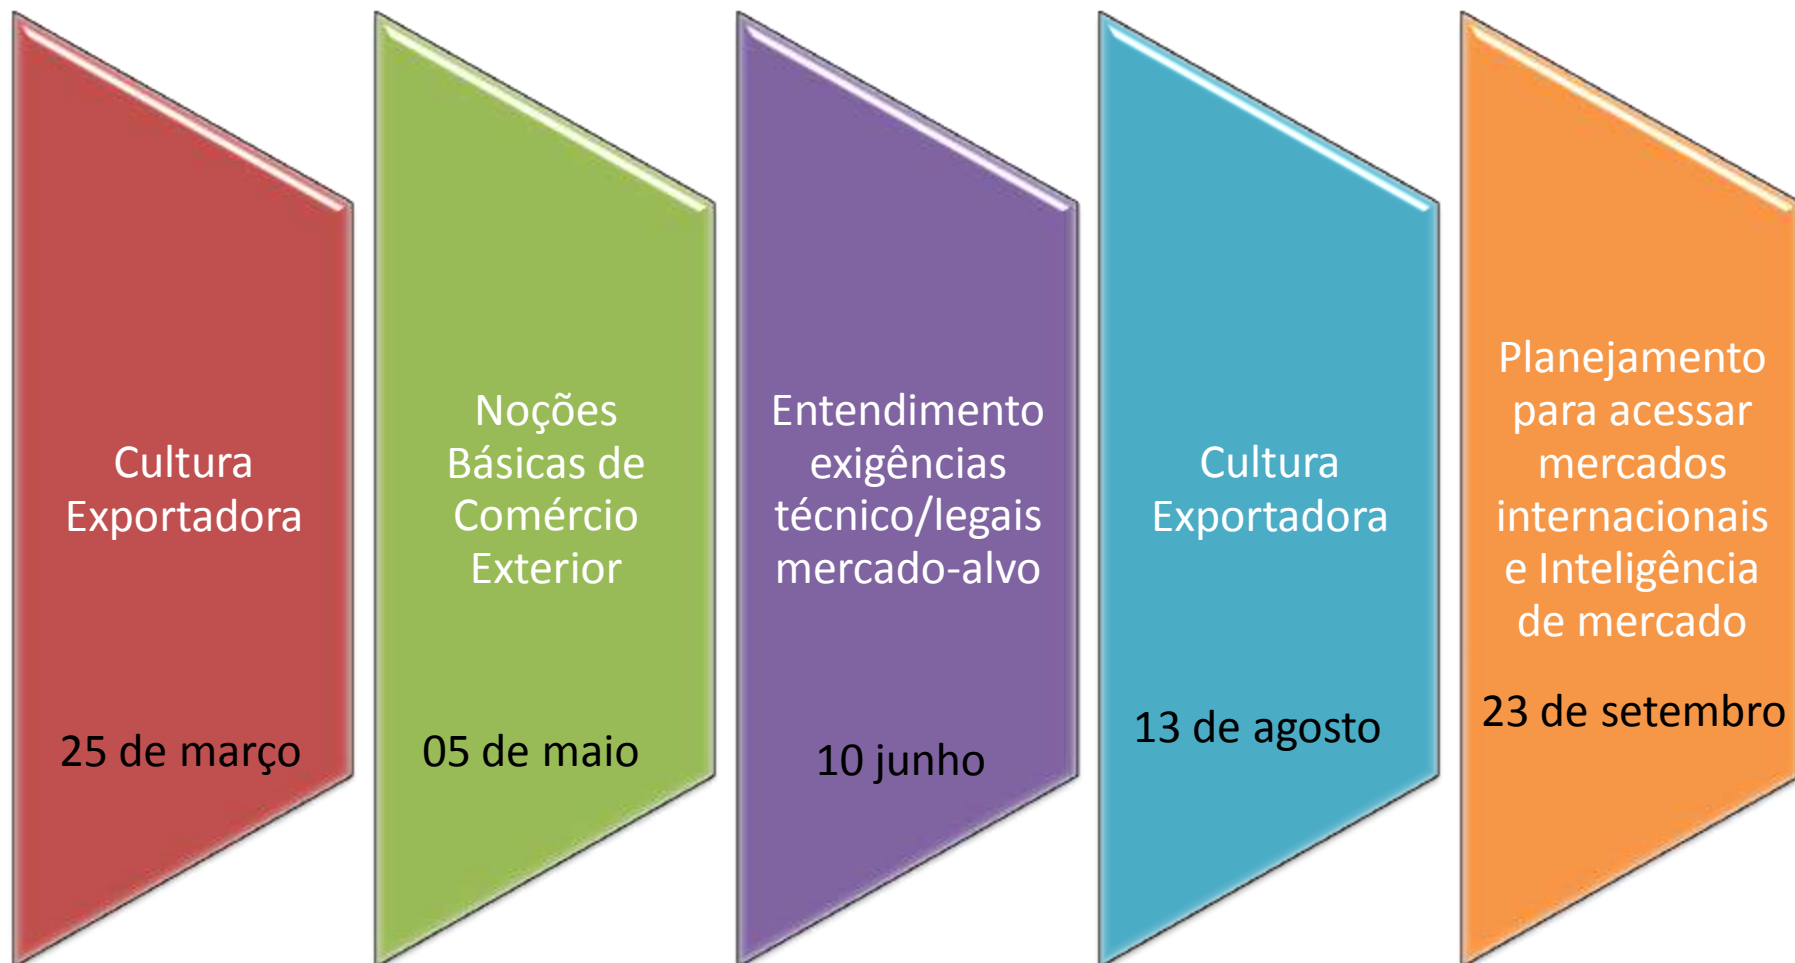 Cultura
Exportadora
25 de março
Noções
Básicas de
Comércio
Exterior
05 de maio
Entendimento
exigências
técnico/legais
mercado-alvo
10 junho
Cultura
Exportadora
13 de agosto
Planejamento
para acessar
mercados
internacionais
e Inteligência
de mercado
23 de setembro